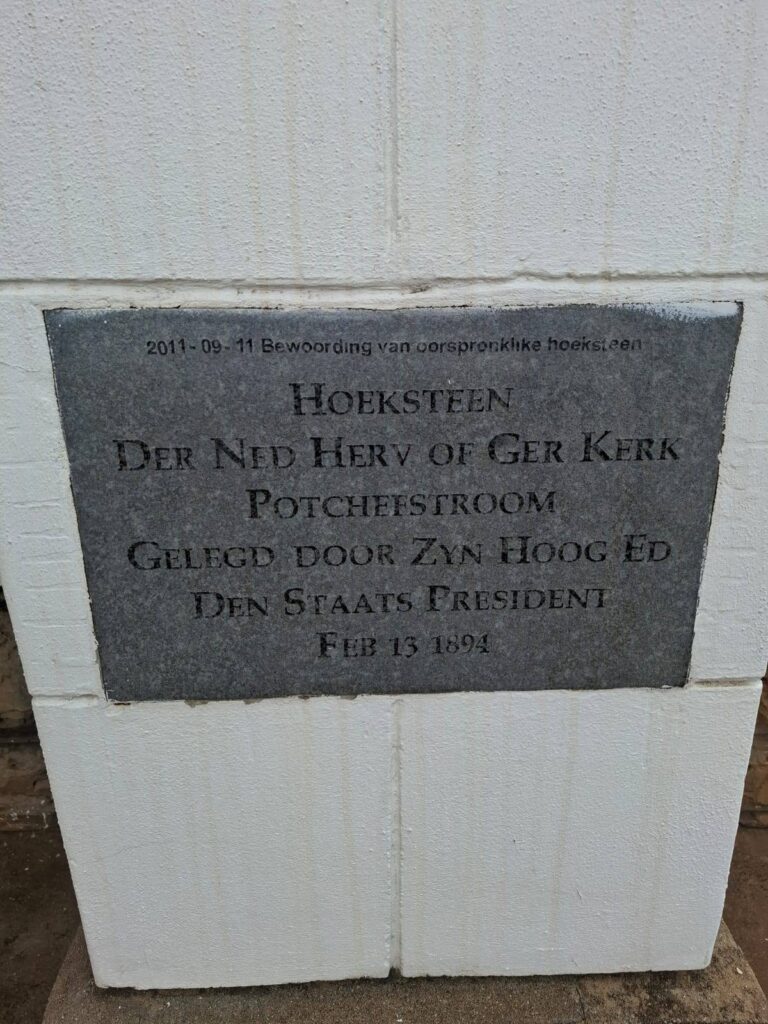 2011-09-11 Bewoording van oorspronklike hoeksteen
HOEKSTEEN
DER NED HERV OF GER KERK
POTCHEFSTROOM
GELEGD DOOR ZYN HOOG ED
DEN STAATS PRESIDENT
FEB 13 1894